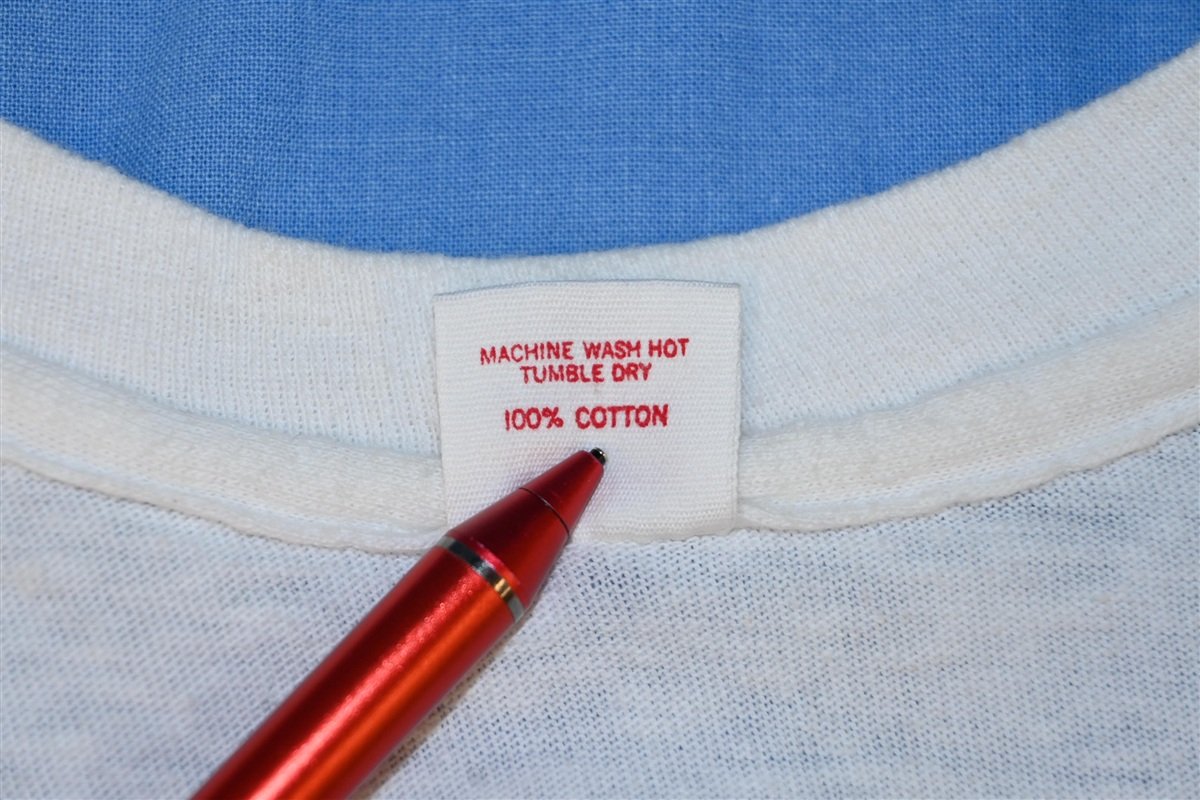 MACHINE WASH HOT
TUMBLE DRY
100% COTTON